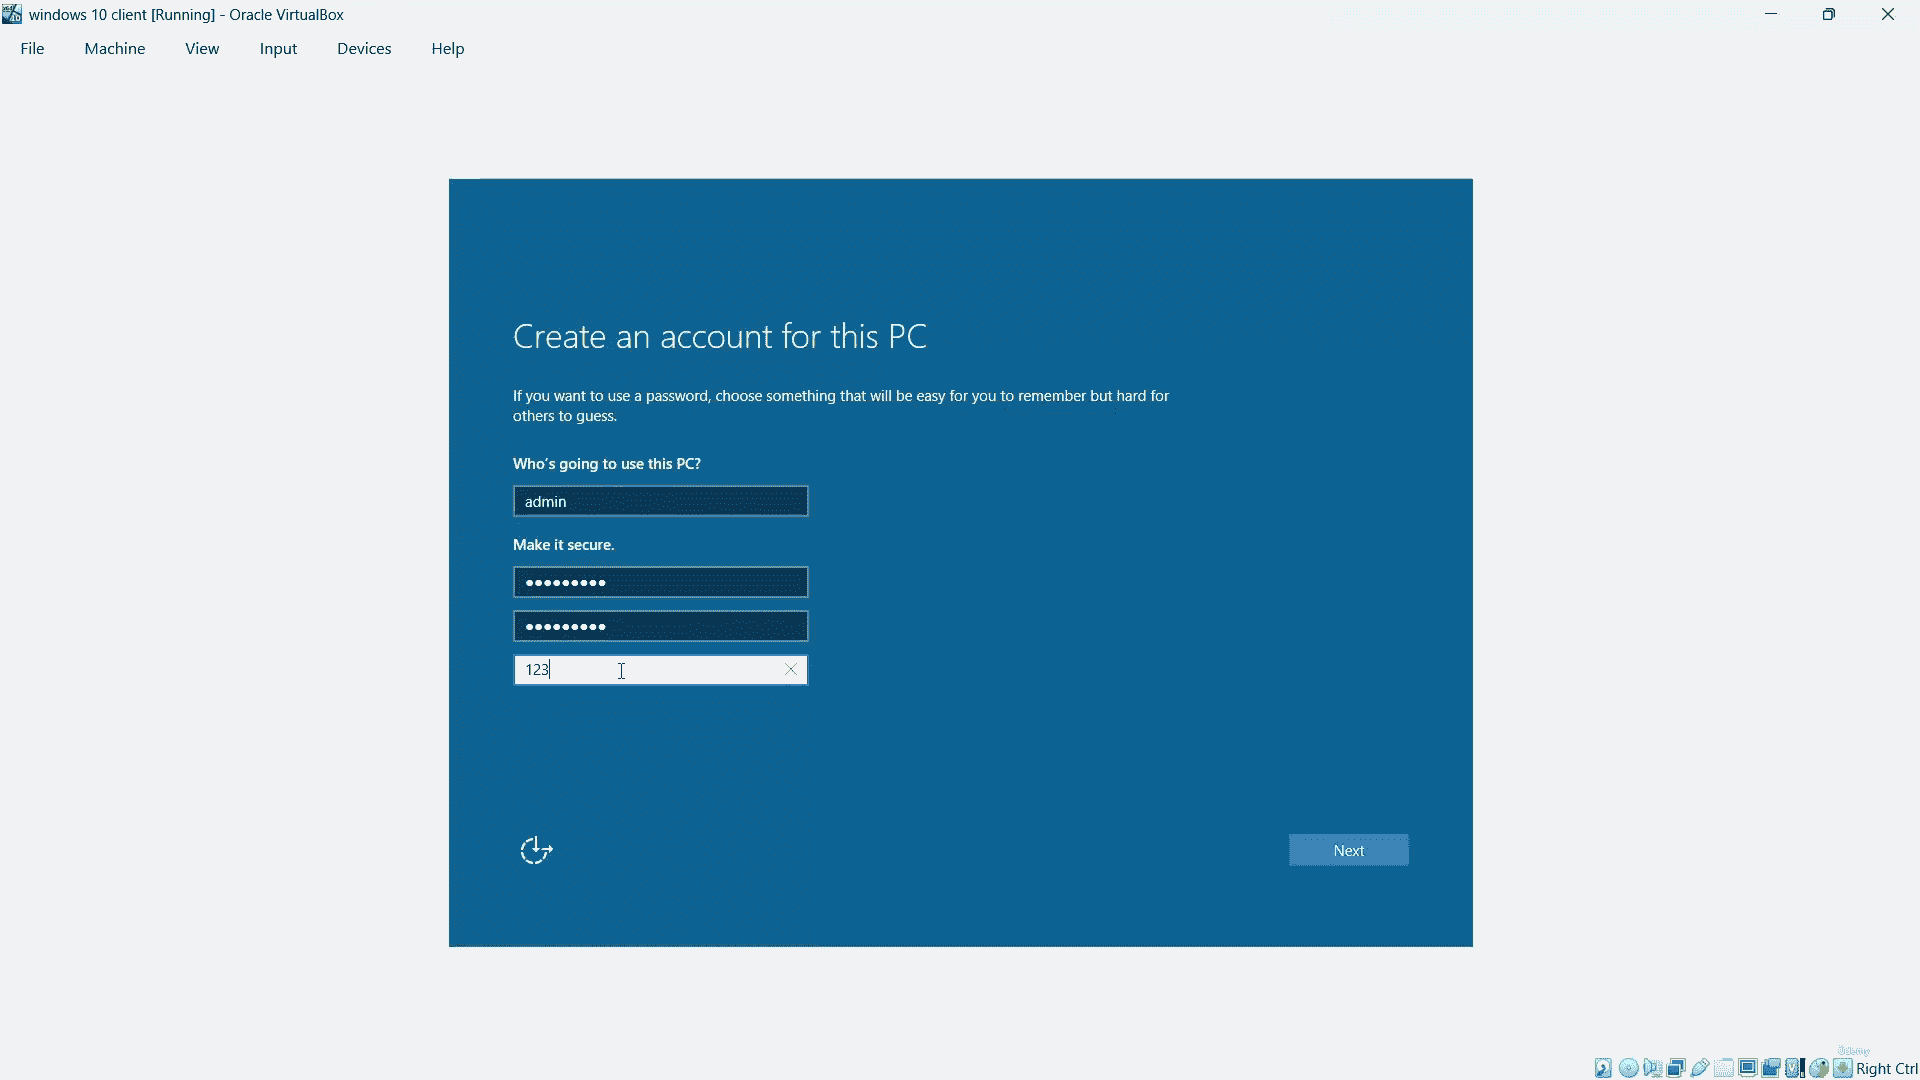 windows 10 client [Running] - Oracle VirtualBox
File Machine View Input Devices Help
Create an account for this PC
If you want to use a password, choose something that will be easy for you to remember but hard for
others to guess.
Who's going to use this PC?
admin
Make it secure.
●●●●●●●●●
●●●●●●●●●
123
Next
ûdemy
Right Ctrl